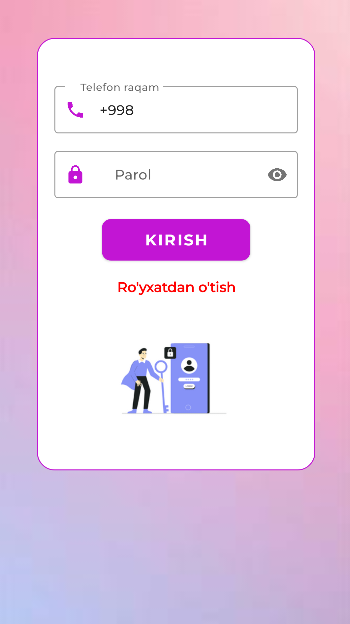 Telefon raqam
+998
Parol
KIRISH
Ro'yxatdan o'tish